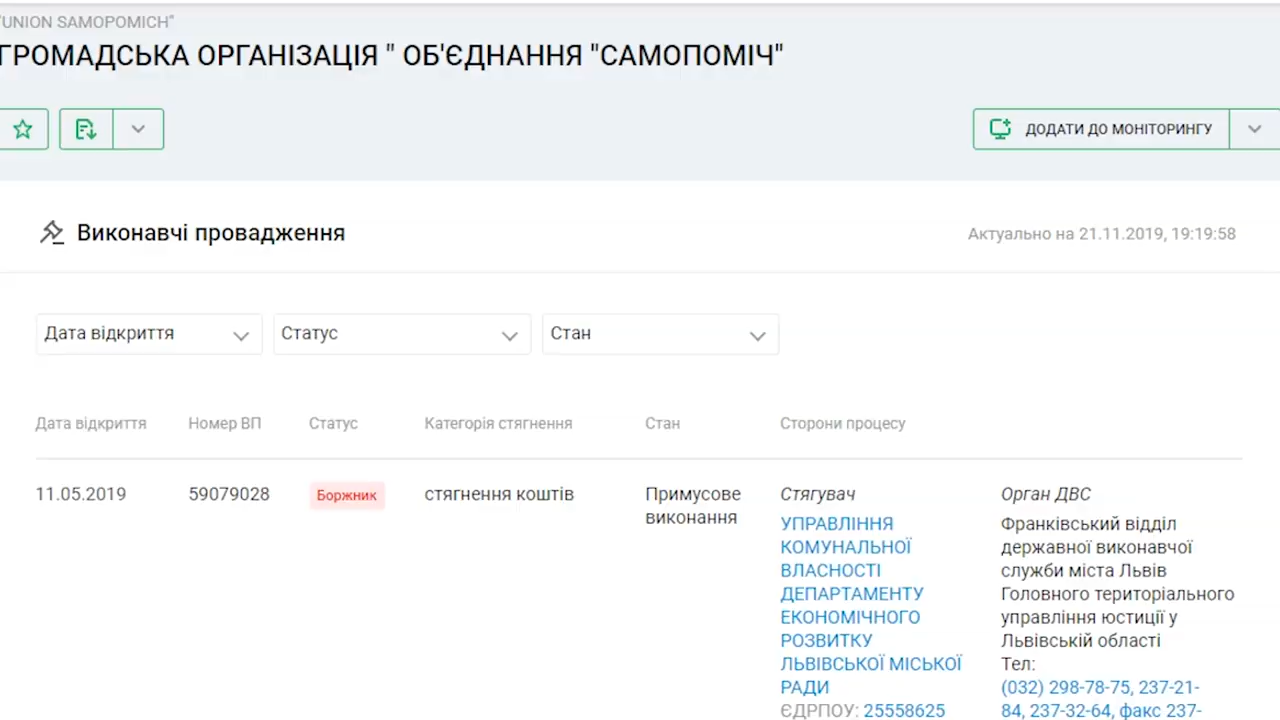 "UNION SAMOPOMICH"
ГРОМАДСЬКА ОРГАНІЗАЦІЯ " ОБ'ЄДНАННЯ "САМОПОМІЧ"
ДОДАТИ ДО МОНІТОРИНГУ
Виконавчі провадження
Актуально на 21.11.2019, 19:19:58
Дата відкриття
Статус
Стан
Дата відкриття
Номер ВП
Статус
Категорія стягнення
Стан
Сторони процесу
11.05.2019
59079028
Боржник
стягнення коштів
Примусове
виконання
Стягувач
УПРАВЛІННЯ
КОМУНАЛЬНОЇ
ВЛАСНОСТІ
ДЕПАРТАМЕНТУ
ЕКОНОМІЧНОГО
РОЗВИТКУ
ЛЬВІВСЬКОЇ МІСЬКОЇ
РАДИ
ЄДРПОУ: 25558625
Орган ДВС
Франківський відділ
державної виконавчої
служби міста Львів
Головного територіального
управління юстиції у
Львівській області
Тел:
(032) 298-78-75, 237-21-
84, 237-32-64, факс 237-